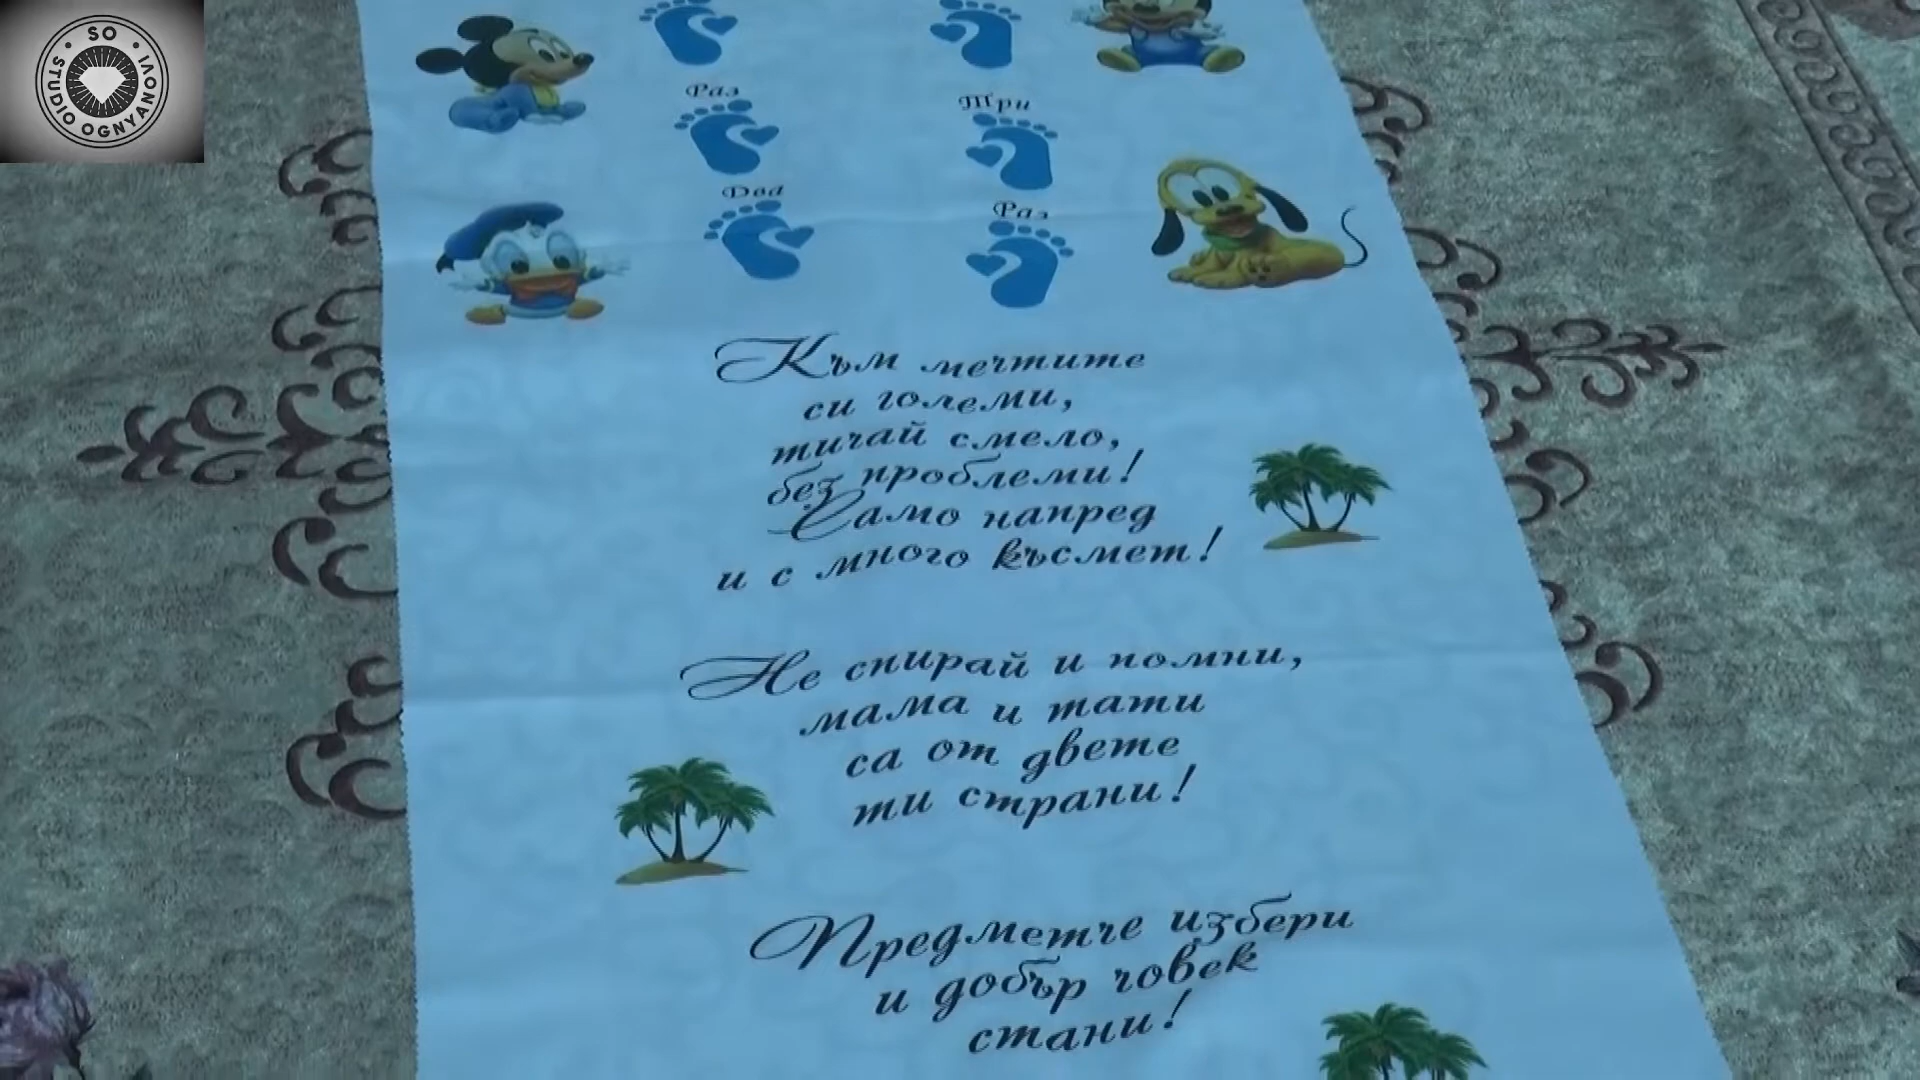 SO
STUDIO OGNYANOVI
Раз
Три
Два
Раз
Към мечтите
си големи,
тичай смело,
без проблеми!
Само напред
и с много късмет!
Не спирай и помни,
мама и тати
са от двете
ти страни!
Предметче избери
и добър човек
стани!